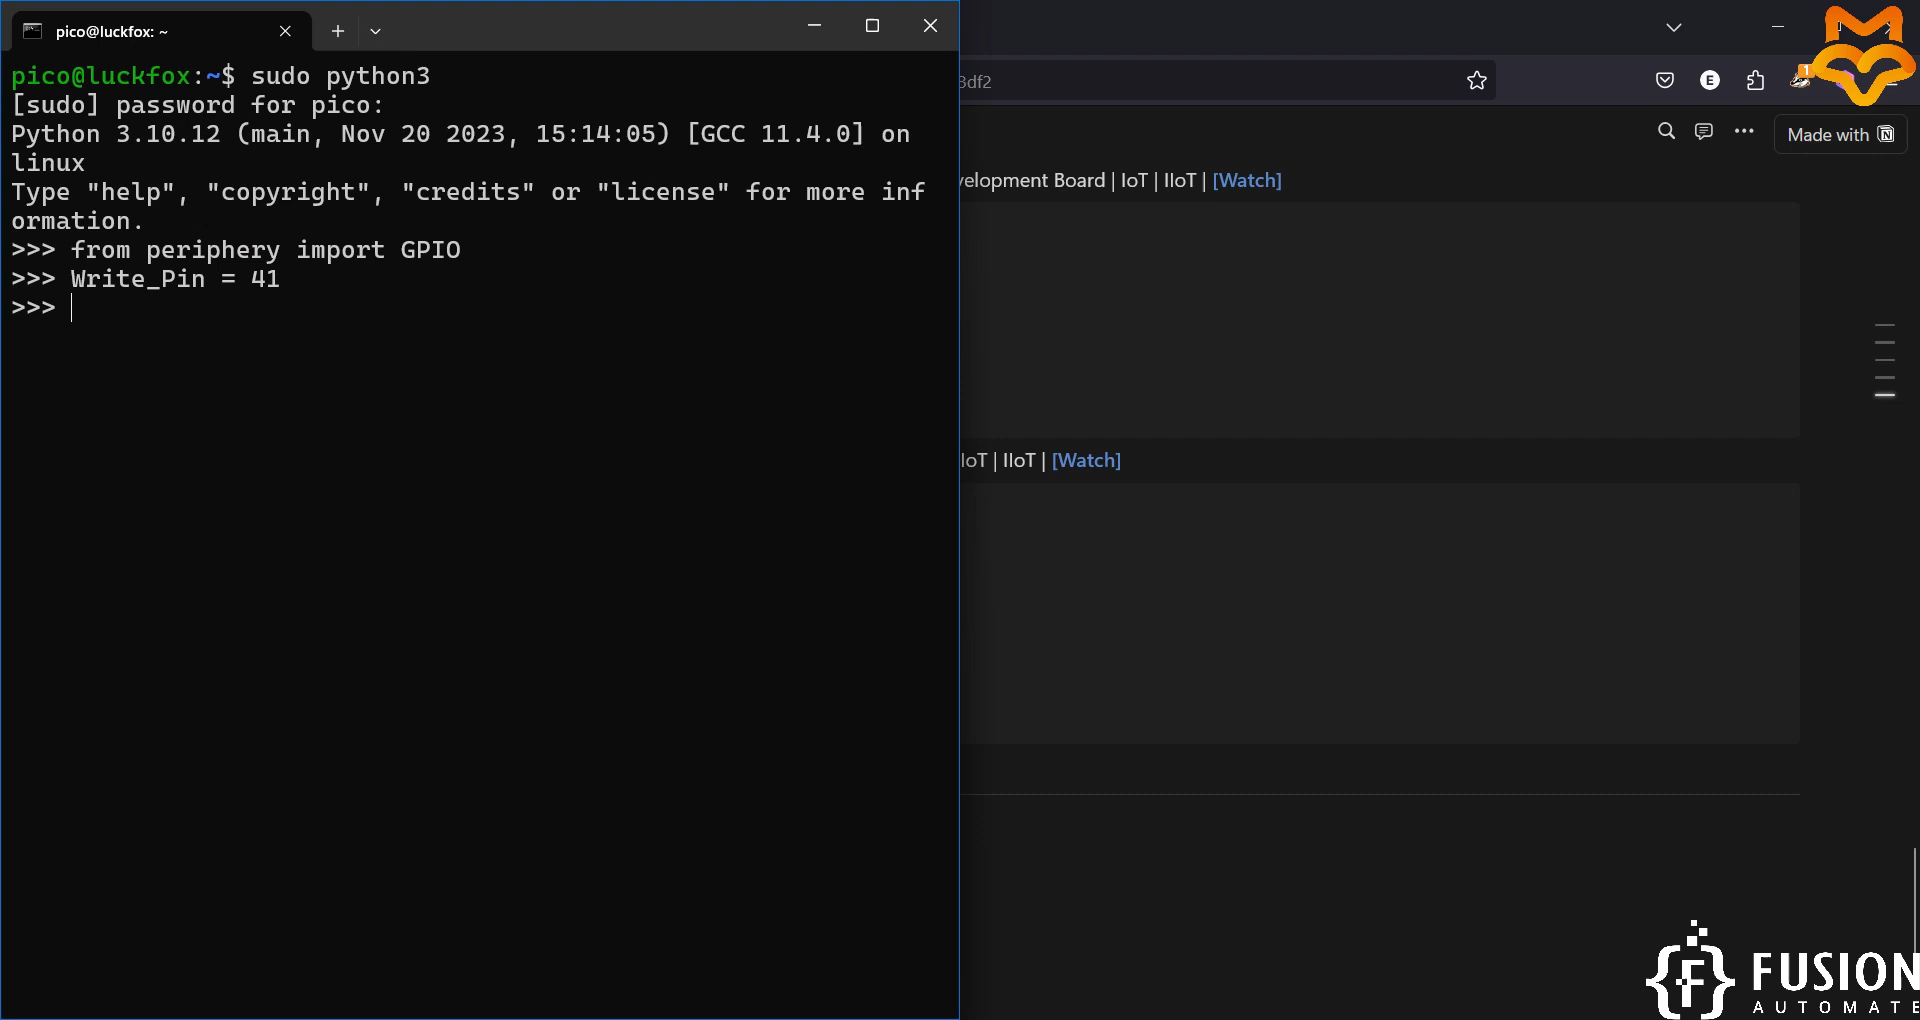 pico@luckfox: ~
pico@luckfox:~$ sudo python3
[sudo] password for pico:
Python 3.10.12 (main, Nov 20 2023, 15:14:05) [GCC 11.4.0] on
linux
Type "help", "copyright", "credits" or "license" for more inf
ormation.
>>> from periphery import GPIO
>>> Write_Pin = 41
>>>
3df2
E
1
Made with
velopment Board | IoT | IIoT | [Watch]
IoT | IIoT | [Watch]
FUSION
AUTOMATE